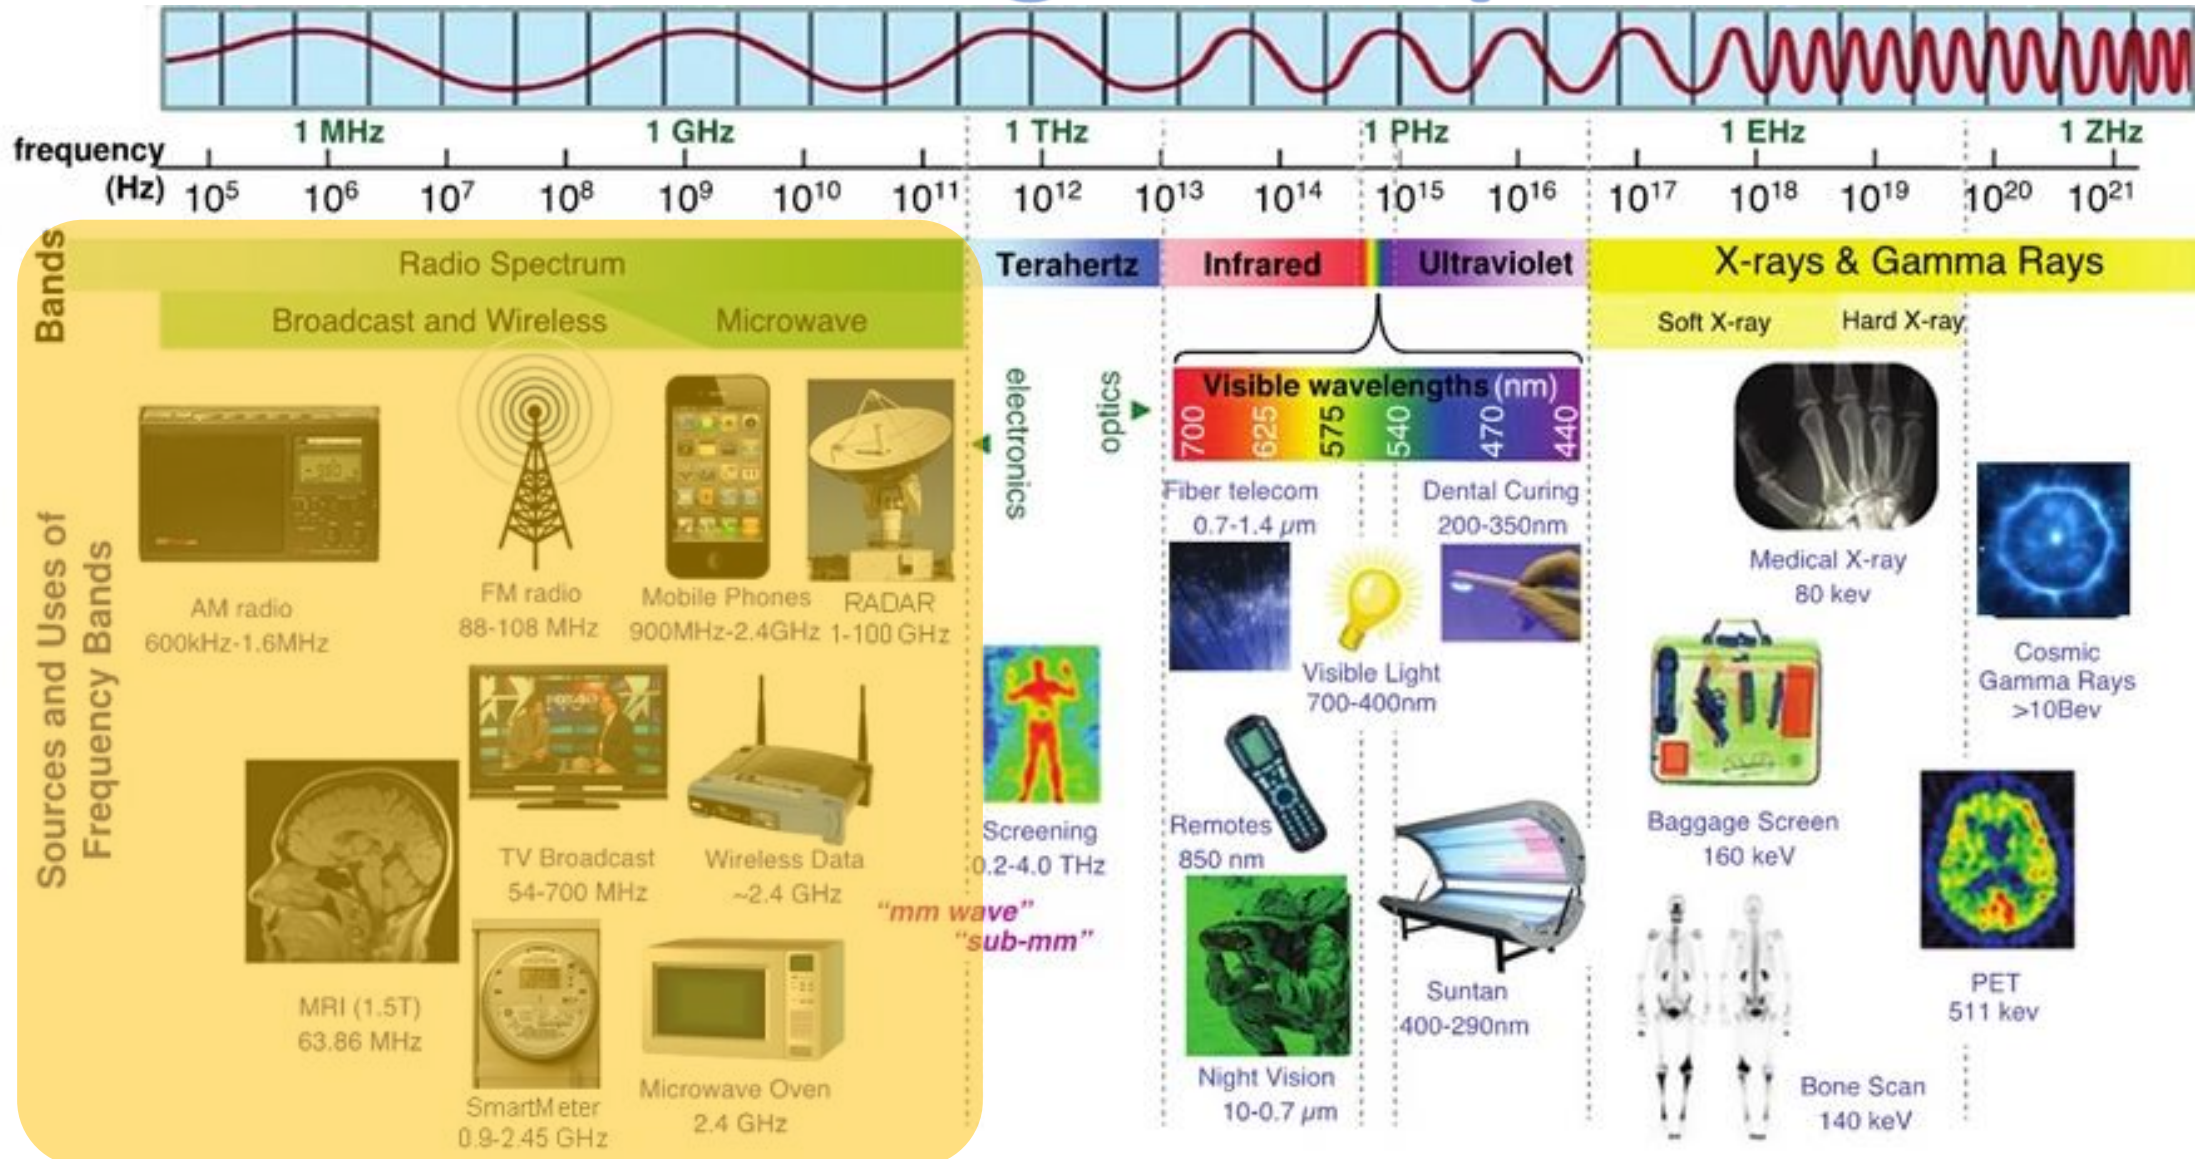 1 MHz 1 GHz 1 THz 1 PHz 1 EHz 1 ZHz
frequency
(Hz) 10⁵ 10⁶ 10⁷ 10⁸ 10⁹ 10¹⁰ 10¹¹ 10¹² 10¹³ 10¹⁴ 10¹⁵ 10¹⁶ 10¹⁷ 10¹⁸ 10¹⁹ 10²⁰ 10²¹
Bands
Radio Spectrum
Terahertz
Infrared
Ultraviolet
X-rays & Gamma Rays
Broadcast and Wireless
Microwave
Soft X-ray
Hard X-ray
Sources and Uses of
Frequency Bands
AM radio
600kHz-1.6MHz
FM radio
88-108 MHz
Mobile Phones
900MHz-2.4GHz
RADAR
1-100 GHz
MRI (1.5T)
63.86 MHz
TV Broadcast
54-700 MHz
Wireless Data
~2.4 GHz
SmartMeter
0.9-2.45 GHz
Microwave Oven
2.4 GHz
electronics
optics
Screening
0.2-4.0 THz
“mm wave”
“sub-mm”
Visible wavelengths (nm)
700 625 575 540 470 440
Fiber telecom
0.7-1.4 µm
Dental Curing
200-350nm
Visible Light
700-400nm
Remotes
850 nm
Night Vision
10-0.7 µm
Suntan
400-290nm
Medical X-ray
80 kev
Baggage Screen
160 keV
Bone Scan
140 keV
Cosmic
Gamma Rays
>10Bev
PET
511 kev